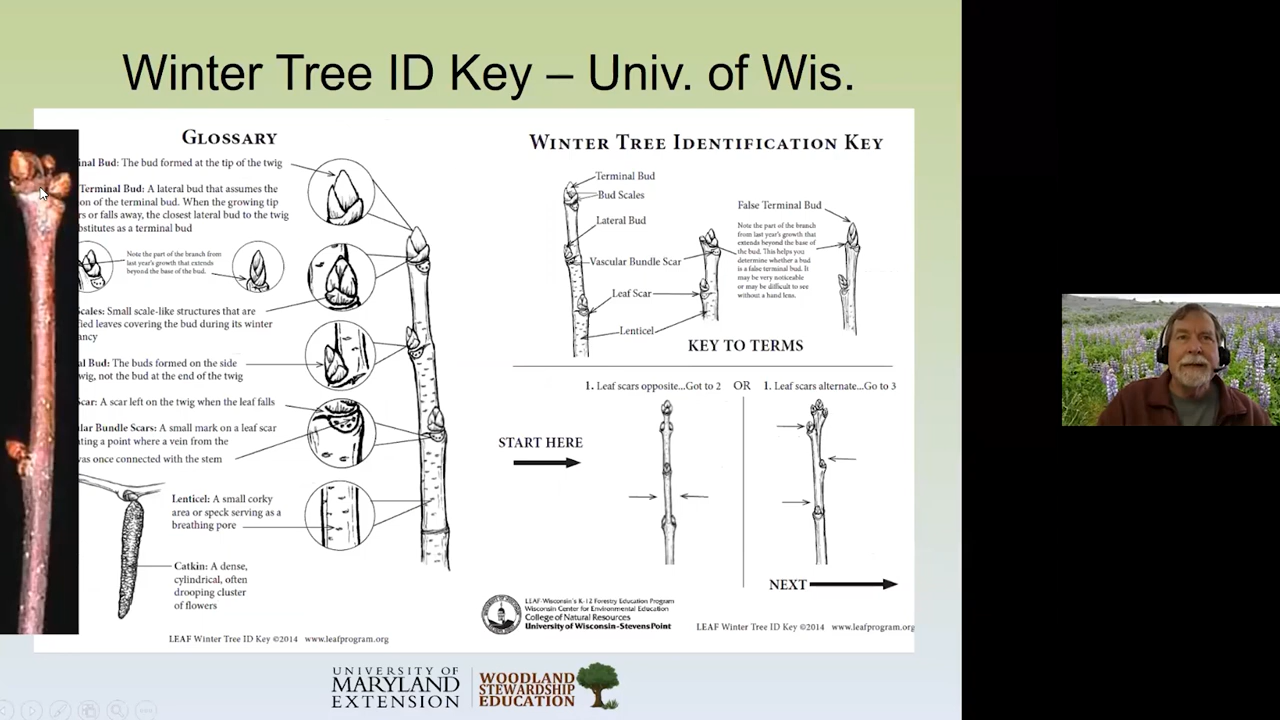 Winter Tree ID Key – Univ. of Wis.
GLOSSARY
inal Bud: The bud formed at the tip of the twig
Terminal Bud: A lateral bud that assumes the
on of the terminal bud. When the growing tip
rs or falls away, the closest lateral bud to the twig
bstitutes as a terminal bud
Note the part of the branch from
last year's growth that extends
beyond the base of the bud.
Scales: Small scale-like structures that are
fied leaves covering the bud during its winter
ancy
al Bud: The buds formed on the side
twig, not the bud at the end of the twig
Scar: A scar left on the twig when the leaf falls
lar Bundle Scars: A small mark on a leaf scar
ating a point where a vein from the
was once connected with the stem
Lenticel: A small corky
area or speck serving as a
breathing pore
Catkin: A dense,
cylindrical, often
drooping cluster
of flowers
LEAF Winter Tree ID Key ©2014 www.leafprogram.org
WINTER TREE IDENTIFICATION KEY
Terminal Bud
Bud Scales
Lateral Bud
Vascular Bundle Scar
Leaf Scar
Lenticel
False Terminal Bud
Note the part of the branch
from last year's growth that
extends beyond the base of
the bud. This helps you
determine whether a bud
is a false terminal bud. It
may be very noticeable
or may be difficult to see
without a hand lens.
KEY TO TERMS
1. Leaf scars opposite...Got to 2 OR 1. Leaf scars alternate...Go to 3
START HERE
NEXT
LEAF-Wisconsin's K-12 Forestry Education Program
Wisconsin Center for Environmental Education
College of Natural Resources
University of Wisconsin-Stevens Point
LEAF Winter Tree ID Key ©2014 www.leafprogram.org
UNIVERSITY OF
MARYLAND
EXTENSION
WOODLAND
STEWARDSHIP
EDUCATION